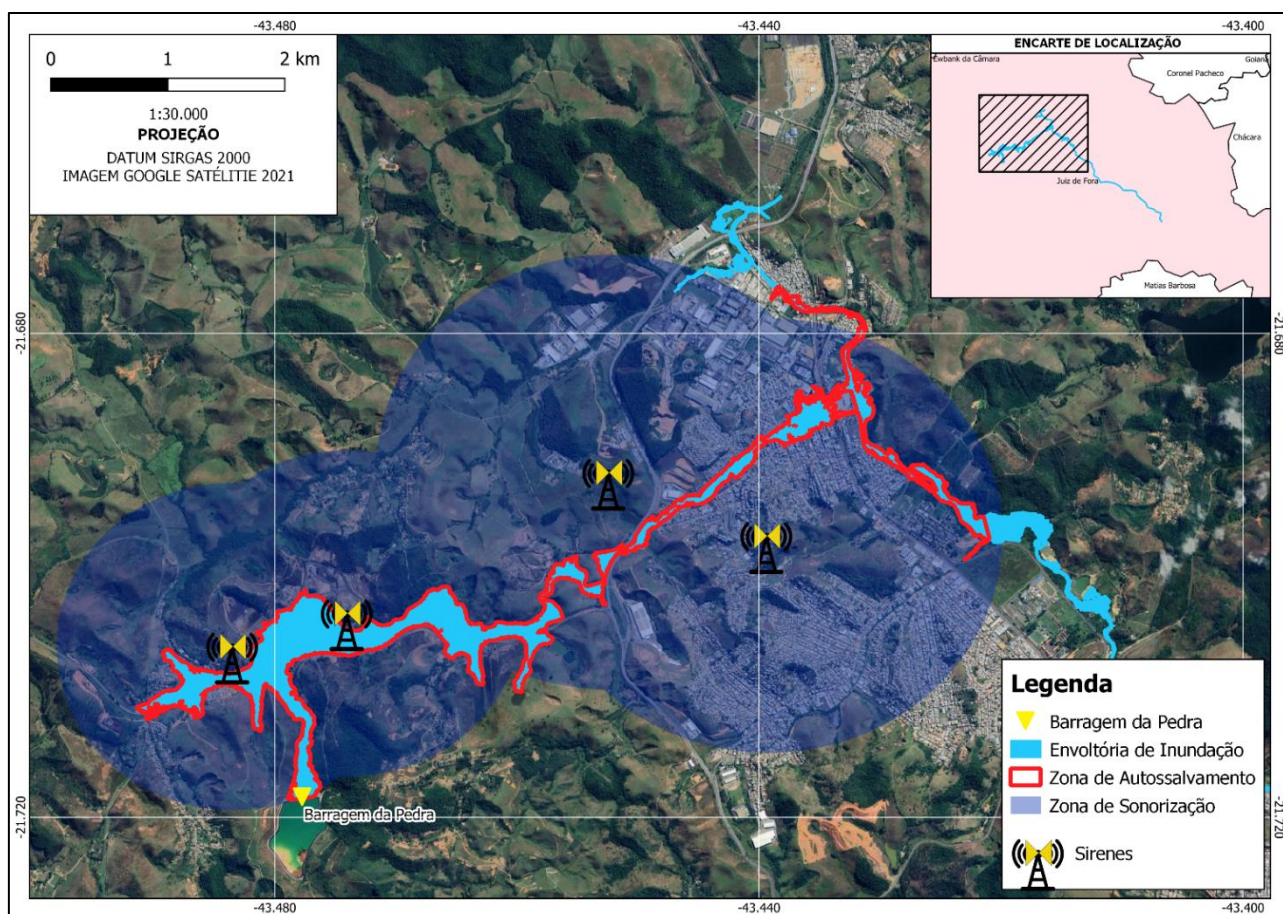 -43.480
-43.440
-43.400
0 1 2 km
1:30.000
PROJEÇÃO
DATUM SIRGAS 2000
IMAGEM GOOGLE SATÉLITIE 2021
ENCARTE DE LOCALIZAÇÃO
Ewbank da Câmara
Goianá
Coronel Pacheco
Chácara
Juiz de Fora
Matias Barbosa
-21.680
-21.680
Barragem da Pedra
-21.720
-21.720
Legenda
Barragem da Pedra
Envoltória de Inundação
Zona de Autossalvamento
Zona de Sonorização
Sirenes
-43.480
-43.440
-43.400